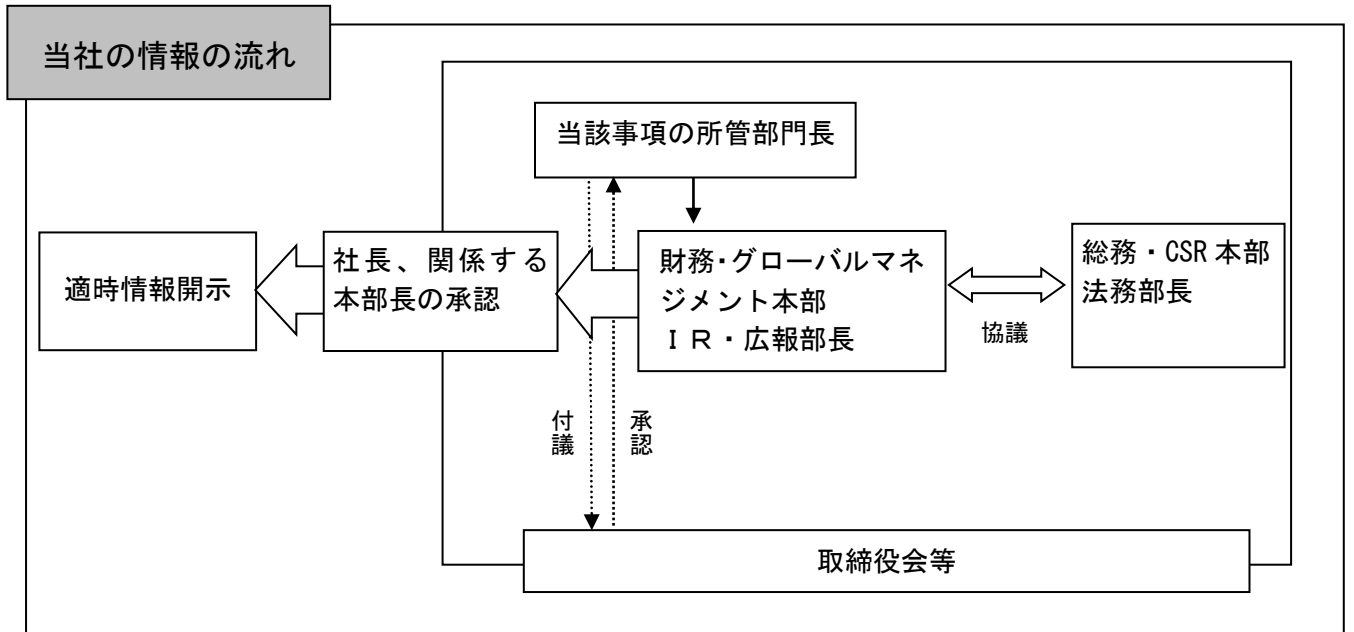 当社の情報の流れ
当該事項の所管部門長
適時情報開示
社長、関係する
本部長の承認
財務・グローバルマネ
ジメント本部
ＩＲ・広報部長
協議
総務・CSR本部
法務部長
付議
承認
取締役会等